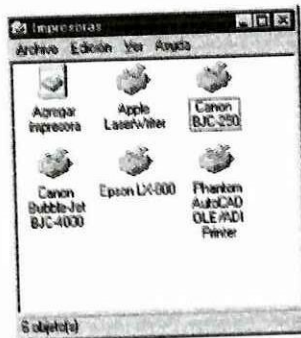 Impresoras
Archivo Edición Ver Ayuda
Agregar impresora
Apple LaserWriter
Canon BJC-250
Canon Bubble-Jet BJC-4000
Epson LX-800
Phantom AutoCAD OLE/ADI Printer
6 objeto(s)